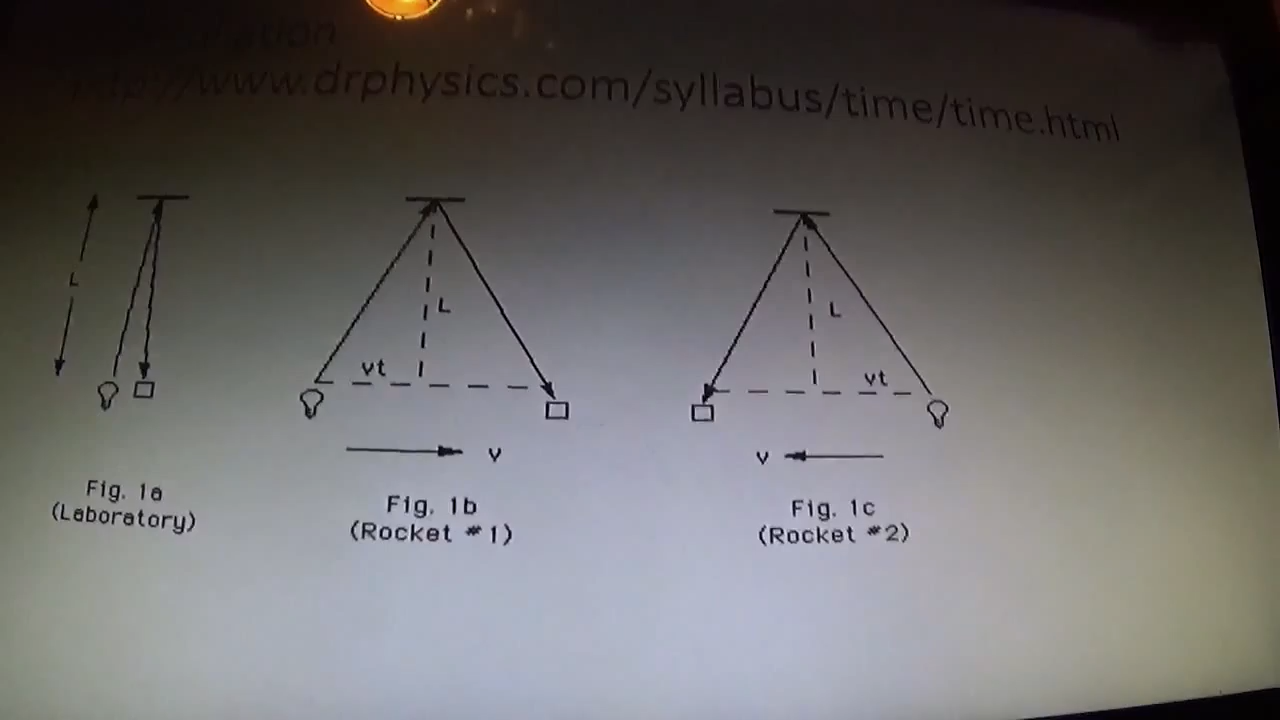 http://www.drphysics.com/syllabus/time/time.html
L
L
vt
L
vt
v
v
Fig. 1a
(Laboratory)
Fig. 1b
(Rocket #1)
Fig. 1c
(Rocket #2)